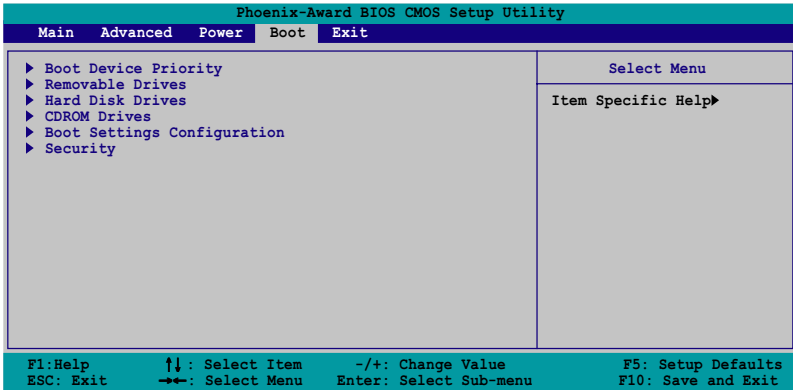 Phoenix-Award BIOS CMOS Setup Utility
Main Advanced Power Boot Exit
Boot Device Priority
Removable Drives
Hard Disk Drives
CDROM Drives
Boot Settings Configuration
Security
Select Menu
Item Specific Help
F1:Help ↑↓: Select Item -/+: Change Value F5: Setup Defaults
ESC: Exit →←: Select Menu Enter: Select Sub-menu F10: Save and Exit